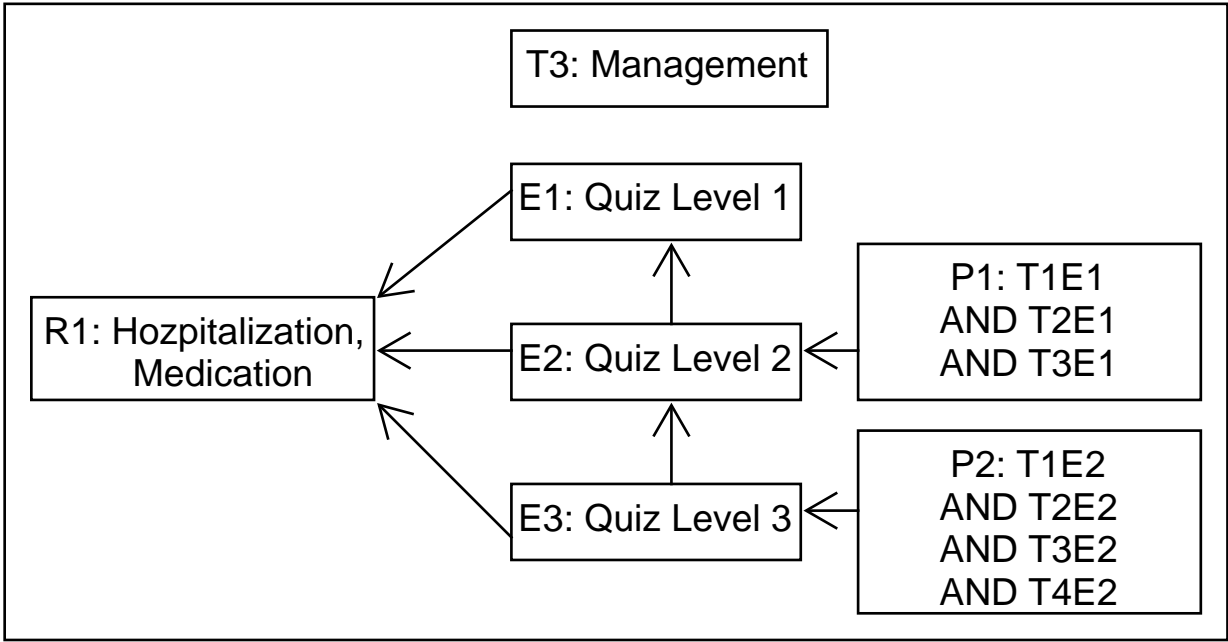 T3: Management
E1: Quiz Level 1
R1: Hozpitalization,
Medication
E2: Quiz Level 2
P1: T1E1
AND T2E1
AND T3E1
E3: Quiz Level 3
P2: T1E2
AND T2E2
AND T3E2
AND T4E2